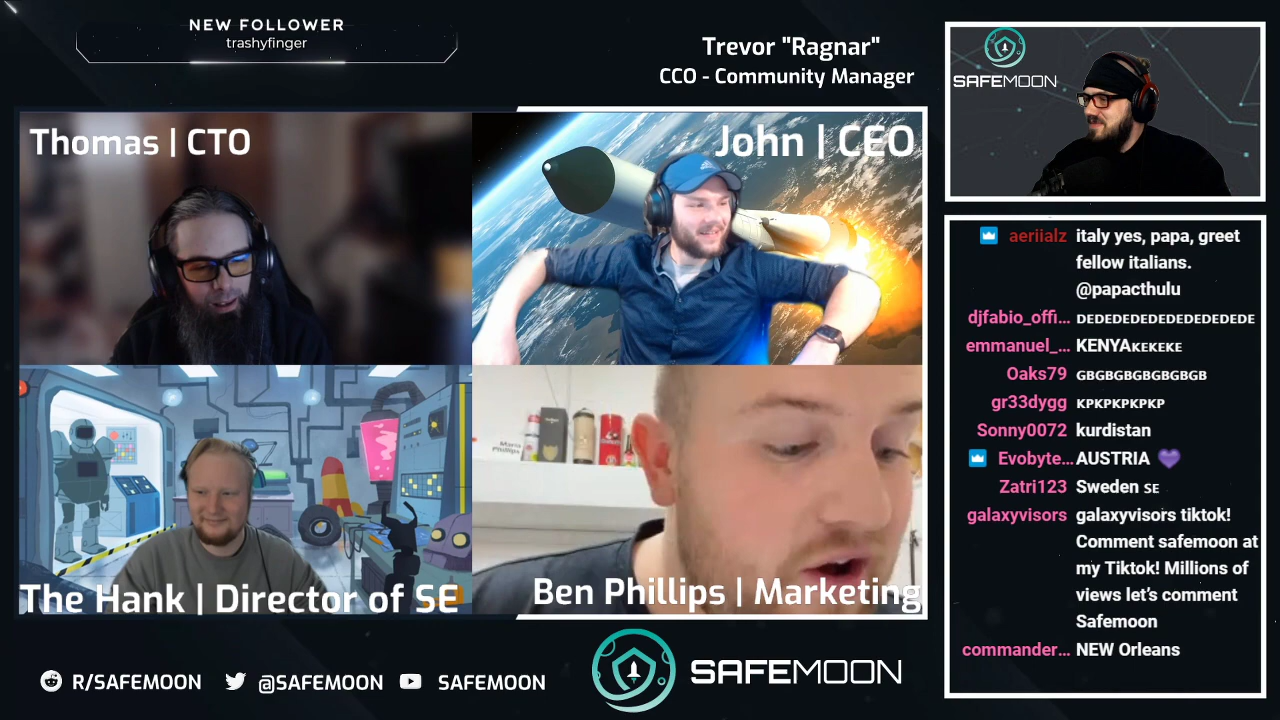 NEW FOLLOWER
trashyfinger
Trevor "Ragnar"
CCO - Community Manager
SAFEMOON
Thomas | CTO
John | CEO
The Hank | Director of SE
Ben Phillips | Marketing
aeriialz italy yes, papa, greet
fellow italians.
@papacthulu
djfabio_offi... DEDEDEDEDEDEDEDEDEDE
emmanuel_... KENYAKEKEKE
Oaks79 GBGBGBGBGBGBGB
gr33dygg KPKPKPKPKP
Sonny0072 kurdistan
Evobyte... AUSTRIA 💜
Zatri123 Sweden SE
galaxyvisors galaxyvisors tiktok!
Comment safemoon at
my Tiktok! Millions of
views let's comment
Safemoon
commander... NEW Orleans
R/SAFEMOON @SAFEMOON SAFEMOON
SAFEMOON